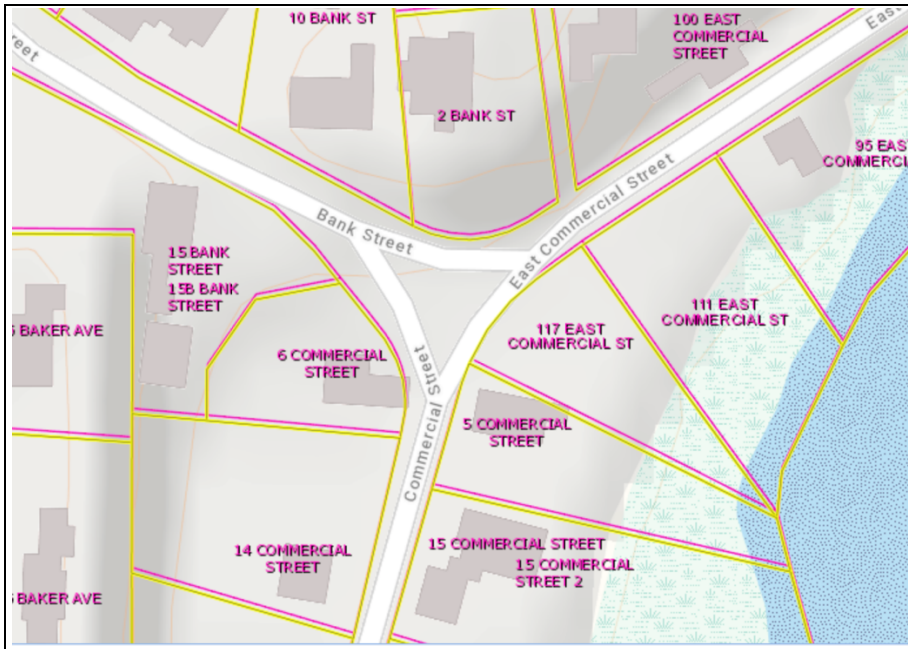 10 BANK ST
100 EAST
COMMERCIAL
STREET
East
reet
2 BANK ST
95 EAS
COMMERCI
East Commercial Street
Bank Street
15 BANK
STREET
15B BANK
STREET
111 EAST
COMMERCIAL ST
117 EAST
COMMERCIAL ST
BAKER AVE
6 COMMERCIAL
STREET
Commercial Street
5 COMMERCIAL
STREET
14 COMMERCIAL
STREET
15 COMMERCIAL STREET
15 COMMERCIAL
STREET 2
BAKER AVE